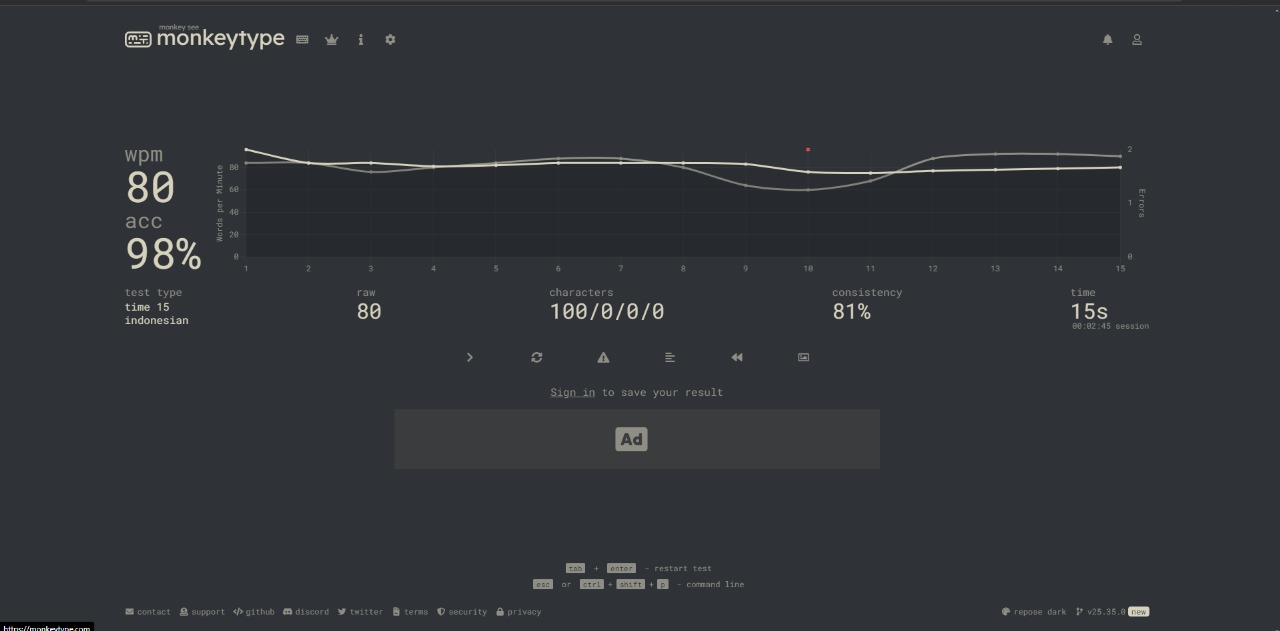 monkey see
monkeytype
wpm
80
acc
98%
Words per Minute
80
60
40
20
0
2
1
0
Errors
1 2 3 4 5 6 7 8 9 10 11 12 13 14 15
test type
time 15
indonesian
raw
80
characters
100/0/0/0
consistency
81%
time
15s
00:02:45 session
Sign in to save your result
Ad
tab + enter - restart test
esc or ctrl + shift + p - command line
contact support github discord twitter terms security privacy
repose dark v25.35.0 new
https://monkeytype.com